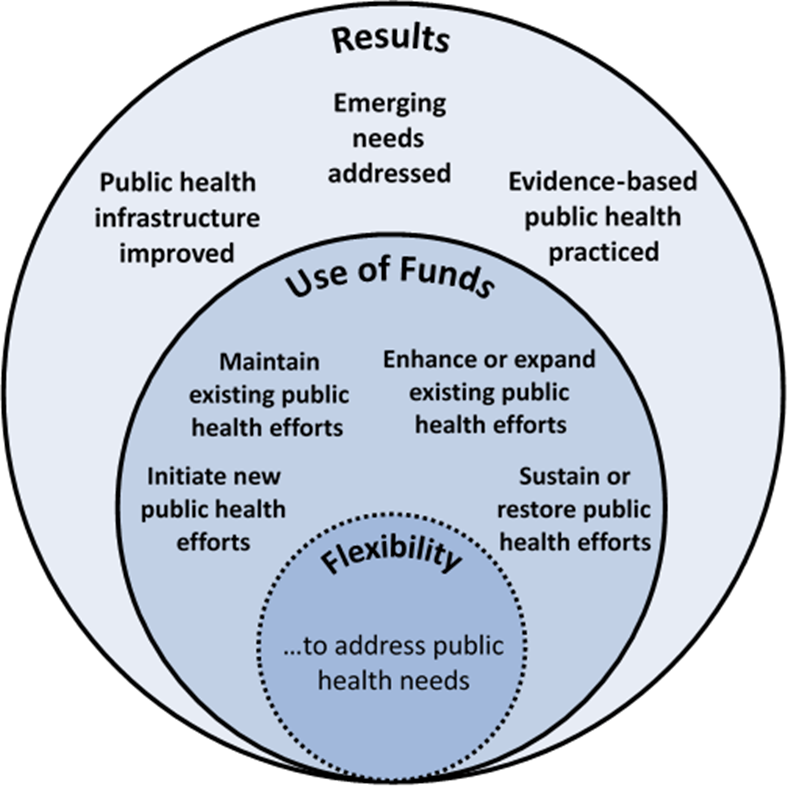 Results
Emerging
needs
addressed
Public health
infrastructure
improved
Evidence-based
public health
practiced
Use of Funds
Maintain
existing public
health efforts
Enhance or expand
existing public
health efforts
Initiate new
public health
efforts
Sustain or
restore public
health efforts
Flexibility
...to address public
health needs